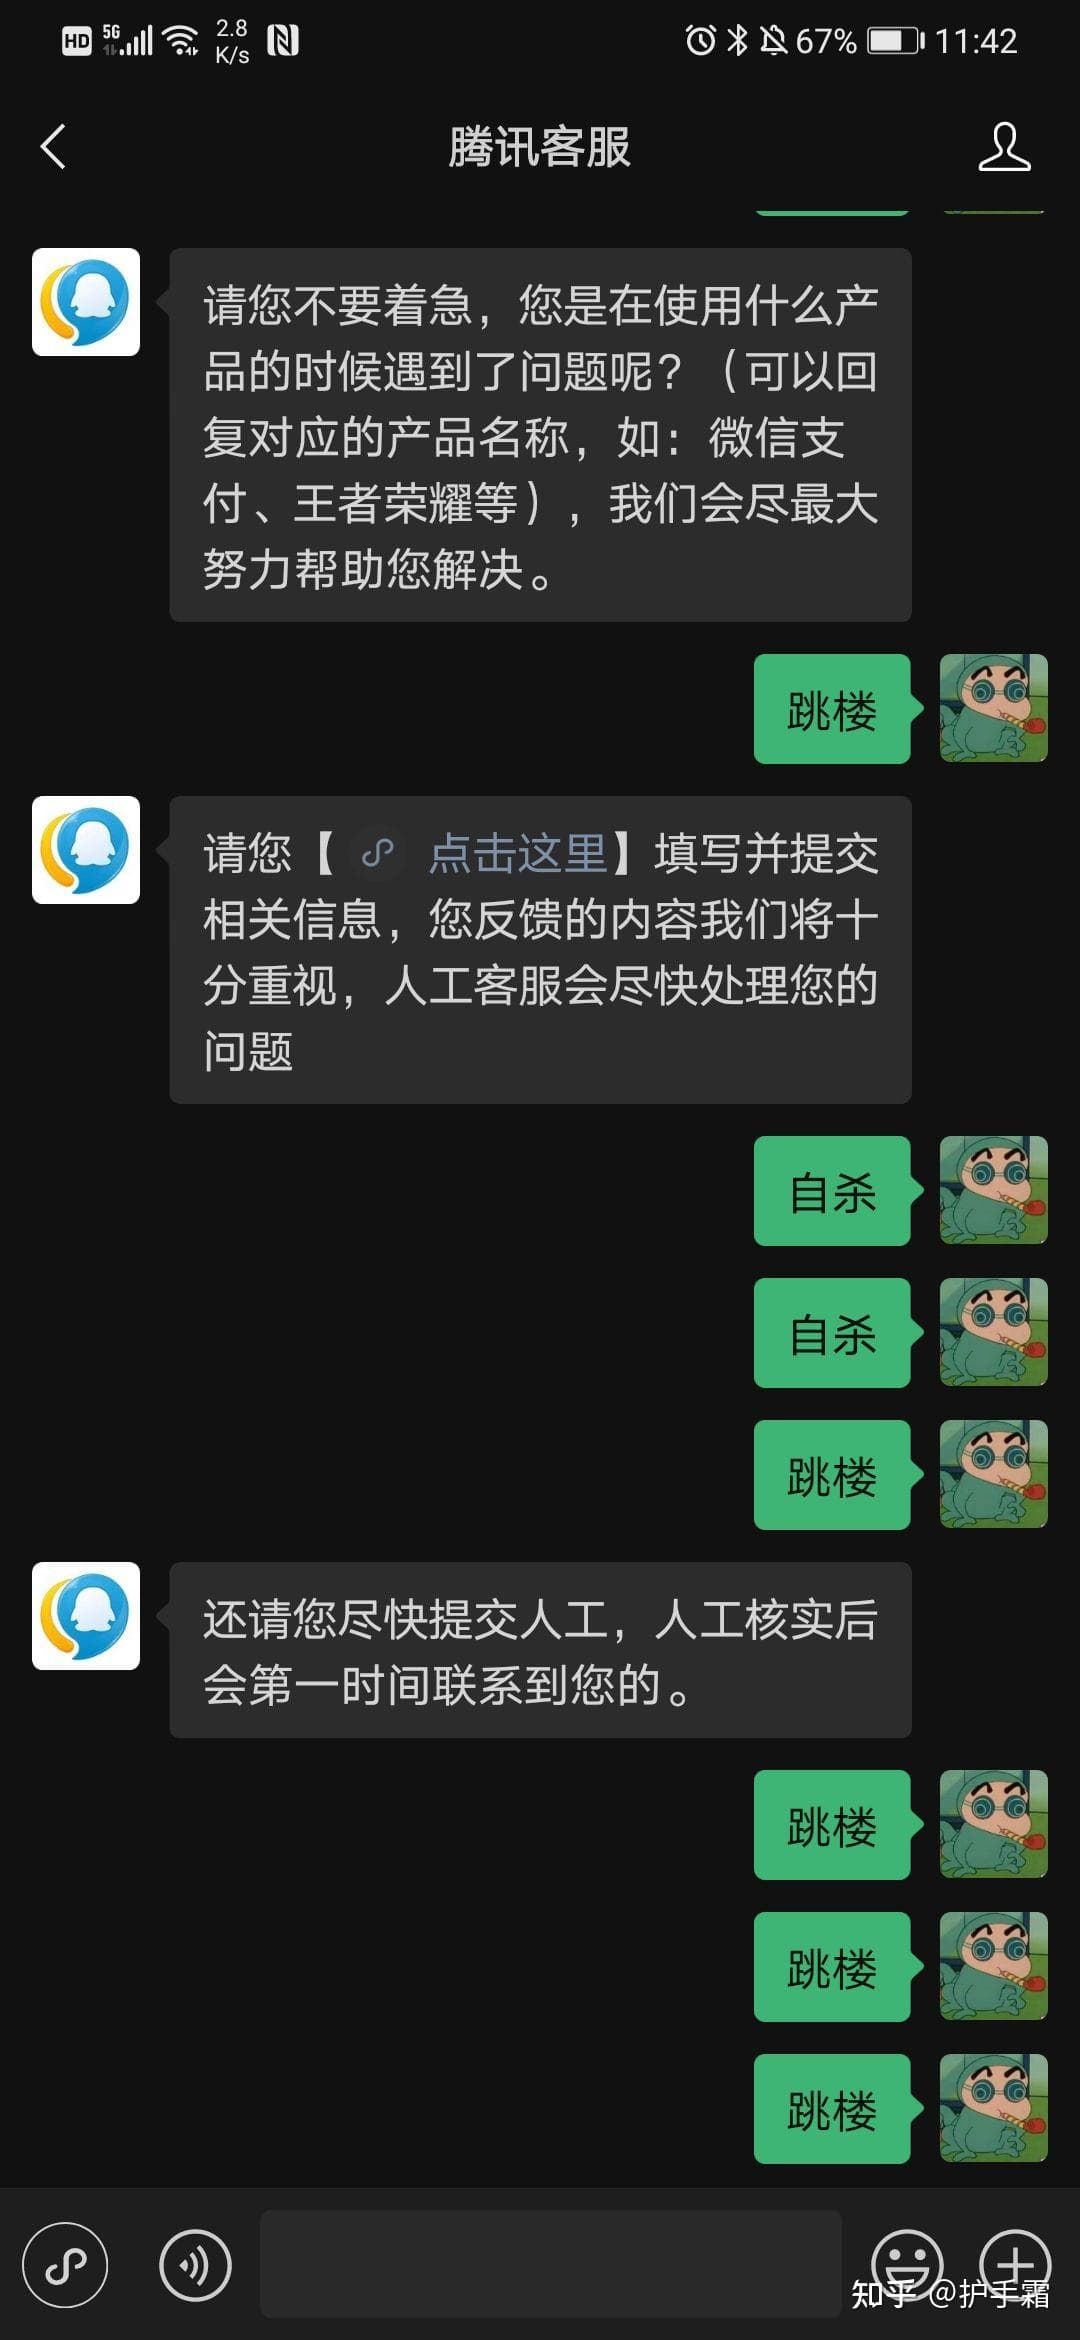 HD 5G 2.8 K/s 67% 11:42
腾讯客服
请您不要着急，您是在使用什么产
品的时候遇到了问题呢？（可以回
复对应的产品名称，如：微信支
付、王者荣耀等），我们会尽最大
努力帮助您解决。
跳楼
请您【 点击这里】填写并提交
相关信息，您反馈的内容我们将十
分重视，人工客服会尽快处理您的
问题
自杀
自杀
跳楼
还请您尽快提交人工，人工核实后
会第一时间联系到您的。
跳楼
跳楼
跳楼
知乎 @护手霜